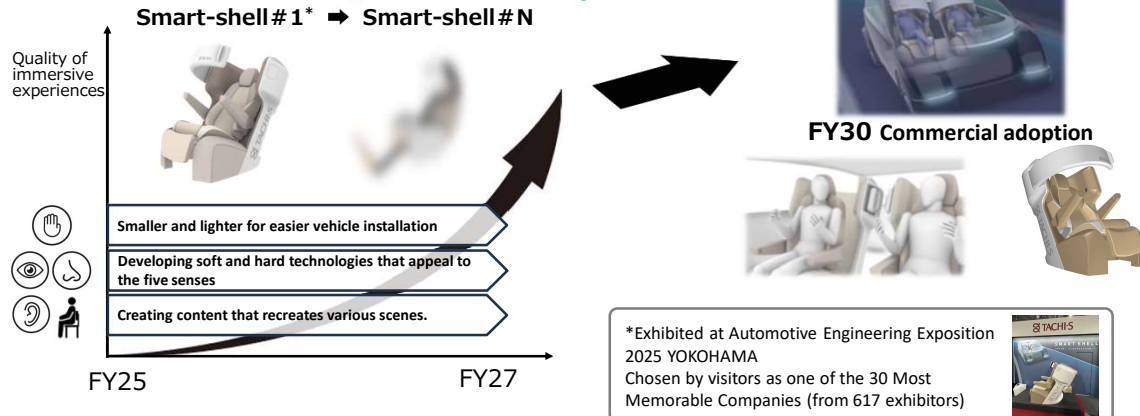 Smart-shell#1* ➡ Smart-shell#N
Quality of
immersive
experiences
TACHI-S
Smaller and lighter for easier vehicle installation
Developing soft and hard technologies that appeal to
the five senses
Creating content that recreates various scenes.
FY25
FY27
FY30 Commercial adoption
*Exhibited at Automotive Engineering Exposition
2025 YOKOHAMA
Chosen by visitors as one of the 30 Most
Memorable Companies (from 617 exhibitors)
TACHI-S
SMART SHELL